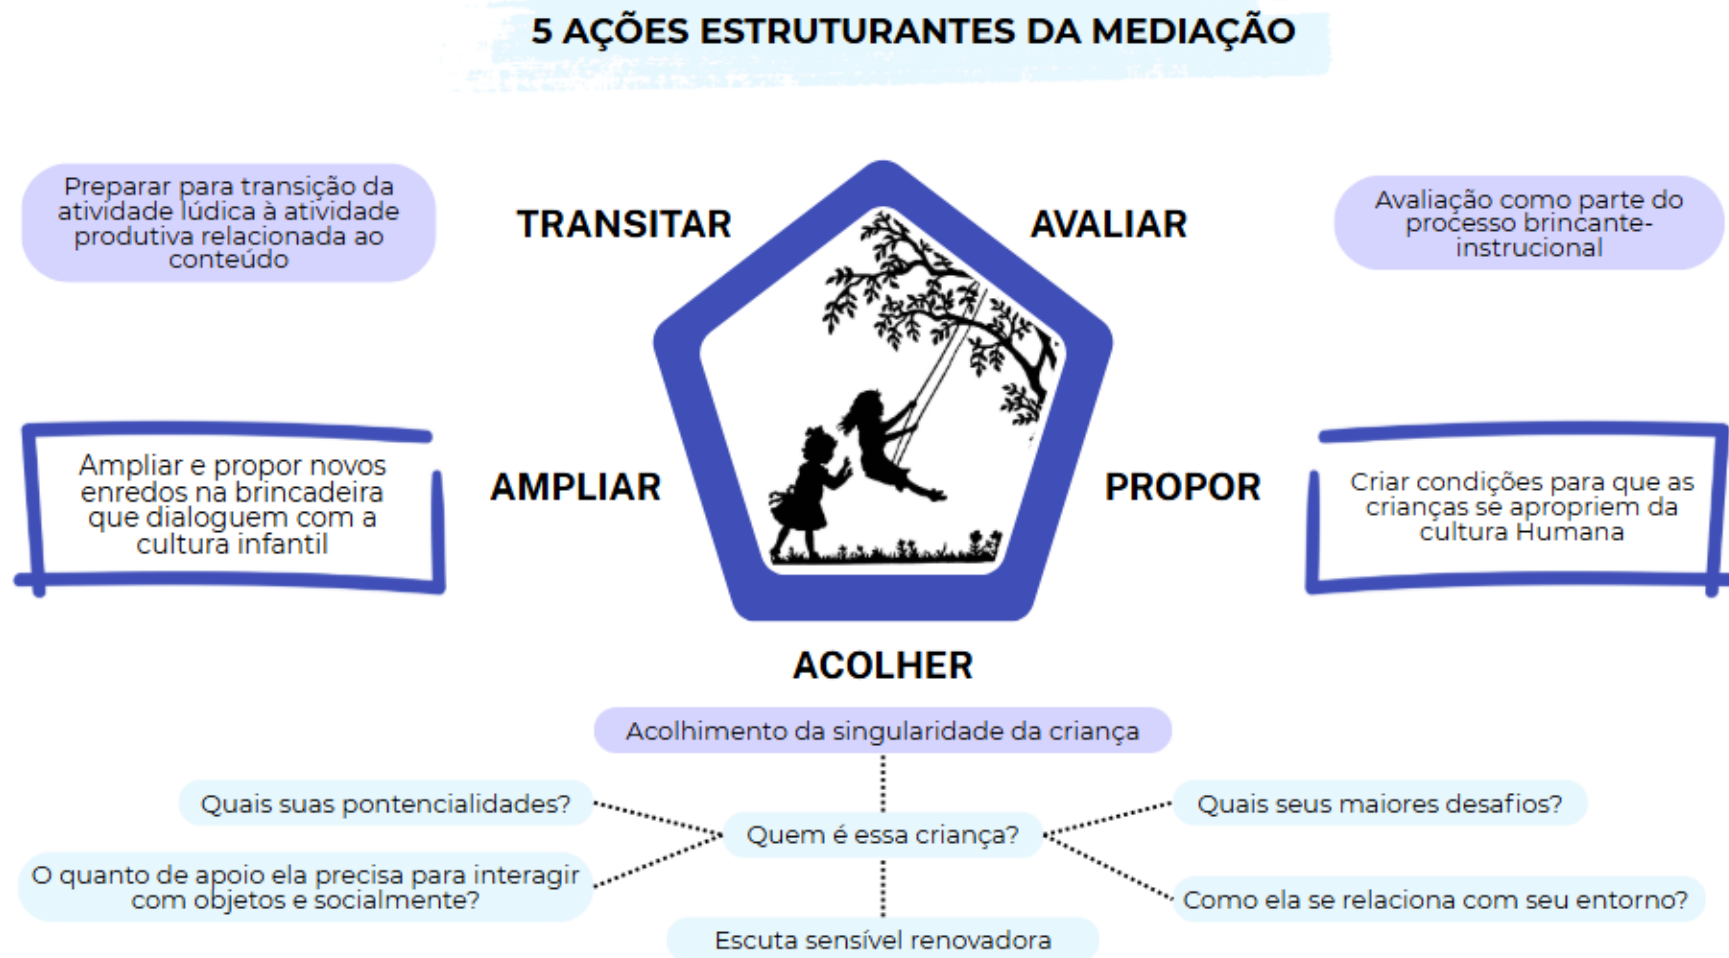 5 AÇÕES ESTRUTURANTES DA MEDIAÇÃO
Preparar para transição da
atividade lúdica à atividade
produtiva relacionada ao
conteúdo
TRANSITAR
AVALIAR
Avaliação como parte do
processo brincante-
instrucional
Ampliar e propor novos
enredos na brincadeira
que dialoguem com a
cultura infantil
AMPLIAR
PROPOR
Criar condições para que as
crianças se apropriem da
cultura Humana
ACOLHER
Acolhimento da singularidade da criança
Quais suas pontencialidades?
Quais seus maiores desafios?
Quem é essa criança?
O quanto de apoio ela precisa para interagir
com objetos e socialmente?
Como ela se relaciona com seu entorno?
Escuta sensível renovadora